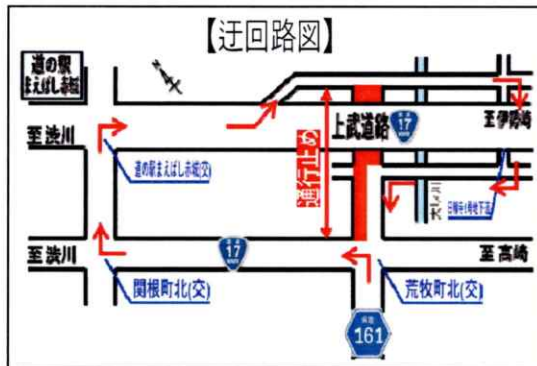 【迂回路図】
道の駅
まえばし赤城
上武道路
17
至伊勢崎
至渋川
道の駅まえばし赤城(交)
通行止め
至渋川
17
至高崎
関根町北(交)
荒牧町北(交)
161